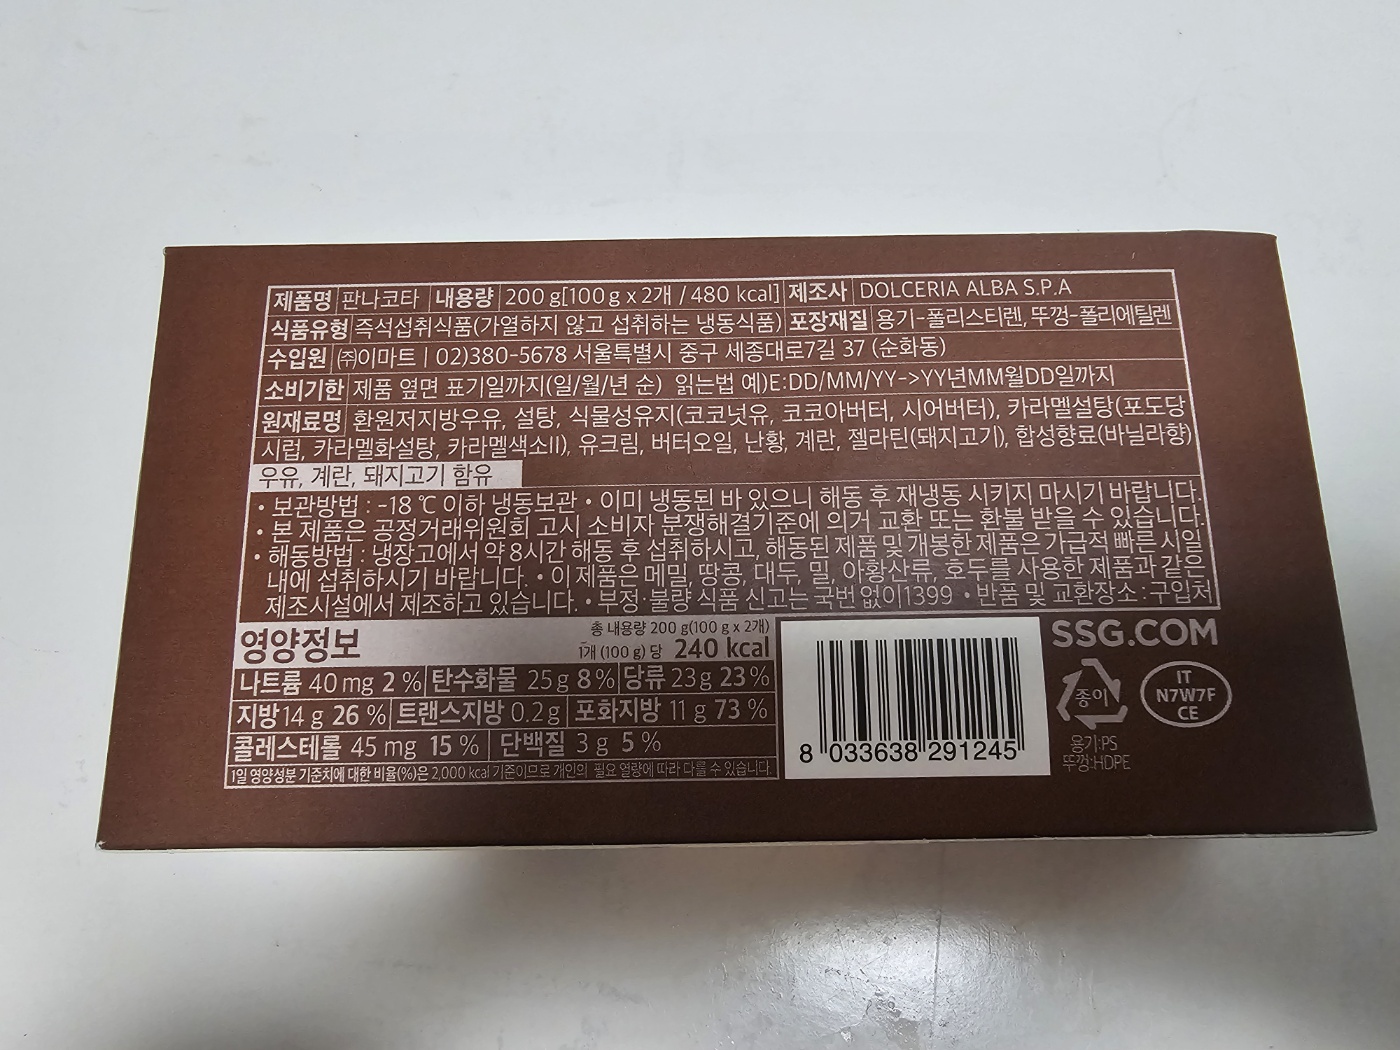 제품명 판나코타 내용량 200 g[100 g x 2개 / 480 kcal] 제조사 DOLCERIA ALBA S.P.A
식품유형 즉석섭취식품(가열하지 않고 섭취하는 냉동식품) 포장재질 용기-폴리스티렌, 뚜껑-폴리에틸렌
수입원 ㈜이마트 | 02)380-5678 서울특별시 중구 세종대로7길 37 (순화동)
소비기한 제품 옆면 표기일까지(일/월/년 순) 읽는법 예)E:DD/MM/YY->YY년MM월DD일까지
원재료명 환원저지방우유, 설탕, 식물성유지(코코넛유, 코코아버터, 시어버터), 카라멜설탕(포도당
시럽, 카라멜화설탕, 카라멜색소II), 유크림, 버터오일, 난황, 계란, 젤라틴(돼지고기), 합성향료(바닐라향)
우유, 계란, 돼지고기 함유
• 보관방법 : -18 ℃ 이하 냉동보관 • 이미 냉동된 바 있으니 해동 후 재냉동 시키지 마시기 바랍니다.
• 본 제품은 공정거래위원회 고시 소비자 분쟁해결기준에 의거 교환 또는 환불 받을 수 있습니다.
• 해동방법 : 냉장고에서 약 8시간 해동 후 섭취하시고, 해동된 제품 및 개봉한 제품은 가급적 빠른 시일
내에 섭취하시기 바랍니다. • 이 제품은 메밀, 땅콩, 대두, 밀, 아황산류, 호두를 사용한 제품과 같은
제조시설에서 제조하고 있습니다. • 부정·불량 식품 신고는 국번없이1399 • 반품 및 교환장소 : 구입처
영양정보 총 내용량 200 g(100 g x 2개)
1개 (100 g) 당 240 kcal
나트륨 40 mg 2 % 탄수화물 25 g 8 % 당류 23 g 23 %
지방 14 g 26 % 트랜스지방 0.2 g 포화지방 11 g 73 %
콜레스테롤 45 mg 15 % 단백질 3 g 5 %
1일 영양성분 기준치에 대한 비율(%)은 2,000 kcal 기준이므로 개인의 필요 열량에 따라 다를 수 있습니다.
8 033638 291245
SSG.COM
종이
IT
N7W7F
CE
용기:PS
뚜껑:HDPE